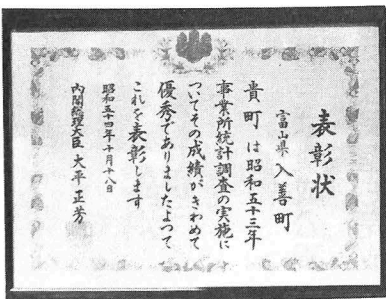 表彰状
富山県 入善町
貴町は昭和五十三年
事業所統計調査の実施に
ついてその成績がきわめて
優秀でありましたよつて
これを表彰します
昭和五十四年十月十八日
内閣総理大臣 大平正芳